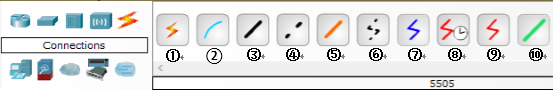 Connections
① ② ③ ④ ⑤ ⑥ ⑦ ⑧ ⑨ ⑩
<
5505